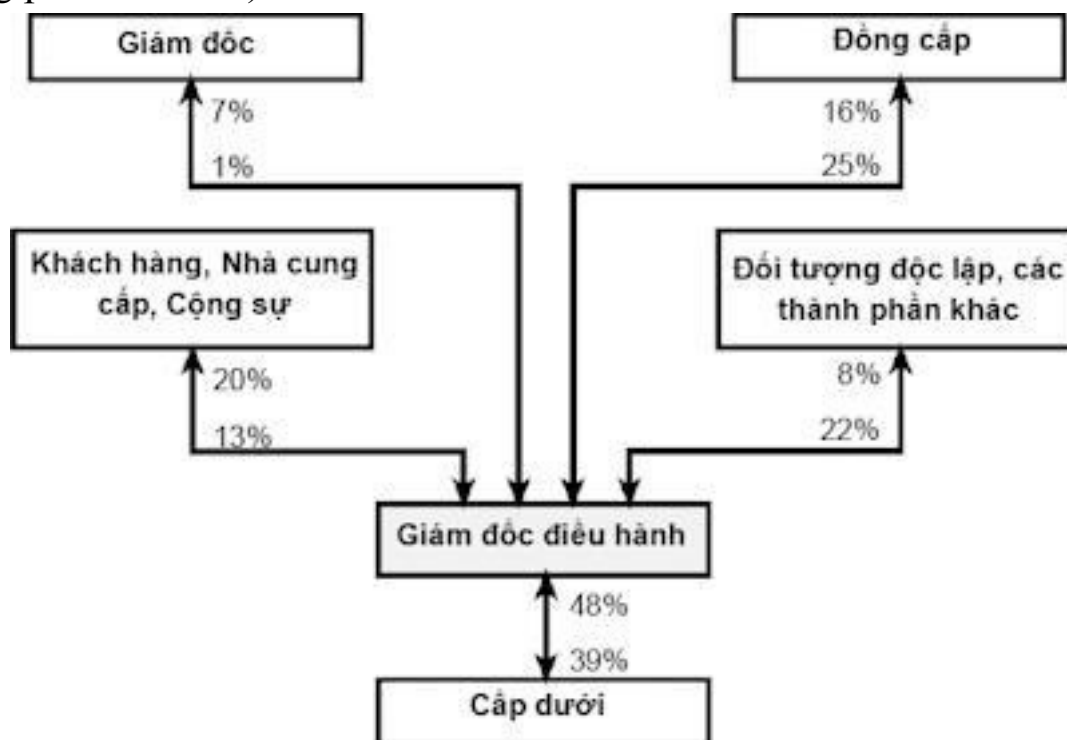 Giám đốc
Đồng cấp
7%
16%
1%
25%
Khách hàng, Nhà cung
cấp, Cộng sự
Đối tượng độc lập, các
thành phần khác
20%
8%
13%
22%
Giám đốc điều hành
48%
39%
Cấp dưới